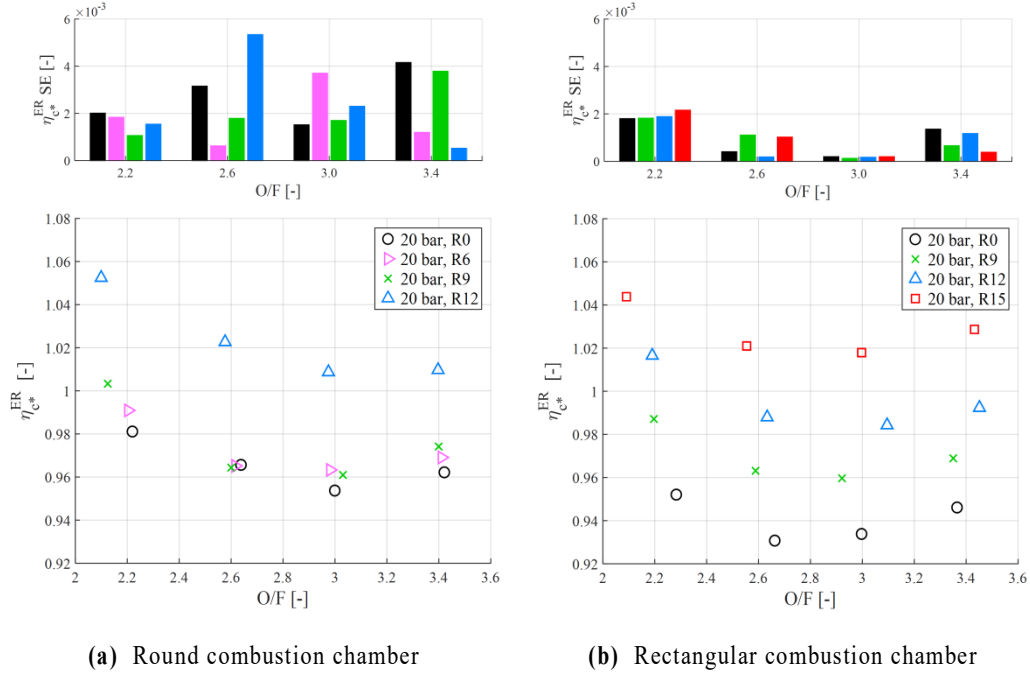 ×10⁻³
6
4
2
0
η_c*^ER SE [-]
2.2 2.6 3.0 3.4
O/F [-]
1.08
1.06
1.04
1.02
1
0.98
0.96
0.94
0.92
η_c*^ER [-]
20 bar, R0
20 bar, R6
20 bar, R9
20 bar, R12
2 2.2 2.4 2.6 2.8 3 3.2 3.4 3.6
O/F [-]
(a) Round combustion chamber
×10⁻³
6
4
2
0
η_c*^ER SE [-]
2.2 2.6 3.0 3.4
O/F [-]
1.08
1.06
1.04
1.02
1
0.98
0.96
0.94
0.92
η_c*^ER [-]
20 bar, R0
20 bar, R9
20 bar, R12
20 bar, R15
2 2.2 2.4 2.6 2.8 3 3.2 3.4 3.6
O/F [-]
(b) Rectangular combustion chamber